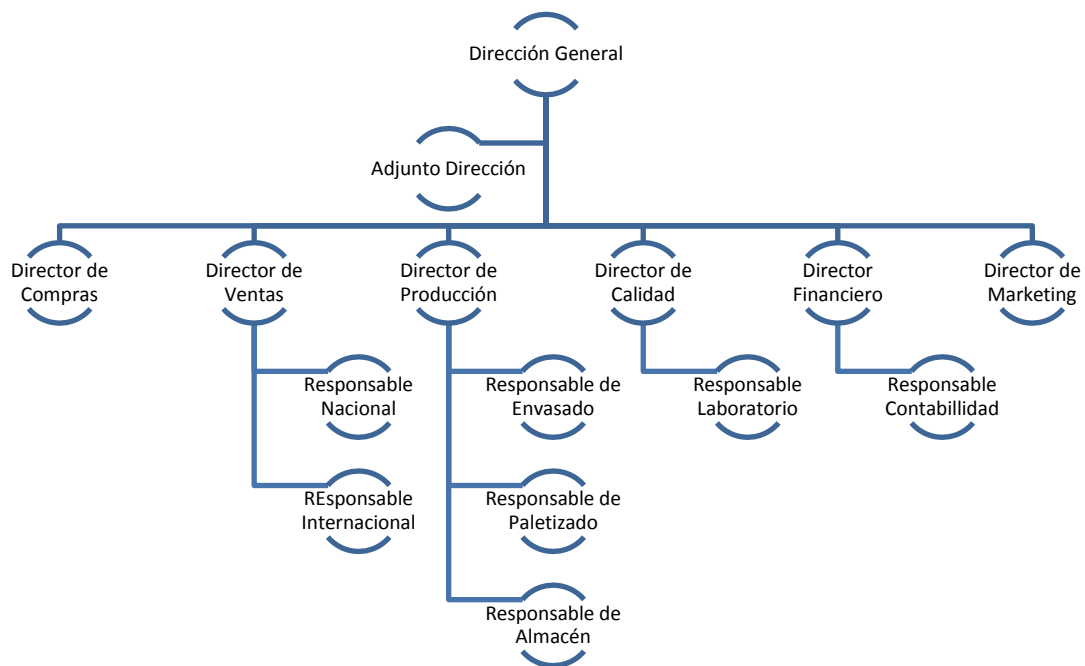 Dirección General
Adjunto Dirección
Director de
Compras
Director de
Ventas
Director de
Producción
Director de
Calidad
Director
Financiero
Director de
Marketing
Responsable
Nacional
Responsable de
Envasado
Responsable
Laboratorio
Responsable
Contabillidad
REsponsable
Internacional
Responsable de
Paletizado
Responsable de
Almacén